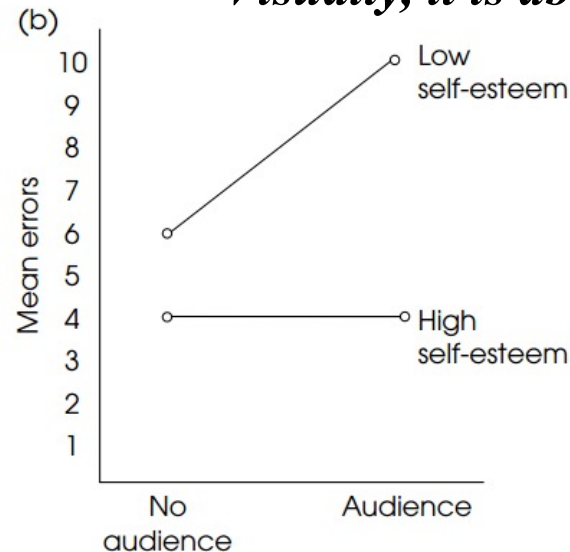 (b)
Low
self-esteem
10
9
8
7
6
5
4
3
2
1
Mean errors
High
self-esteem
No
audience
Audience